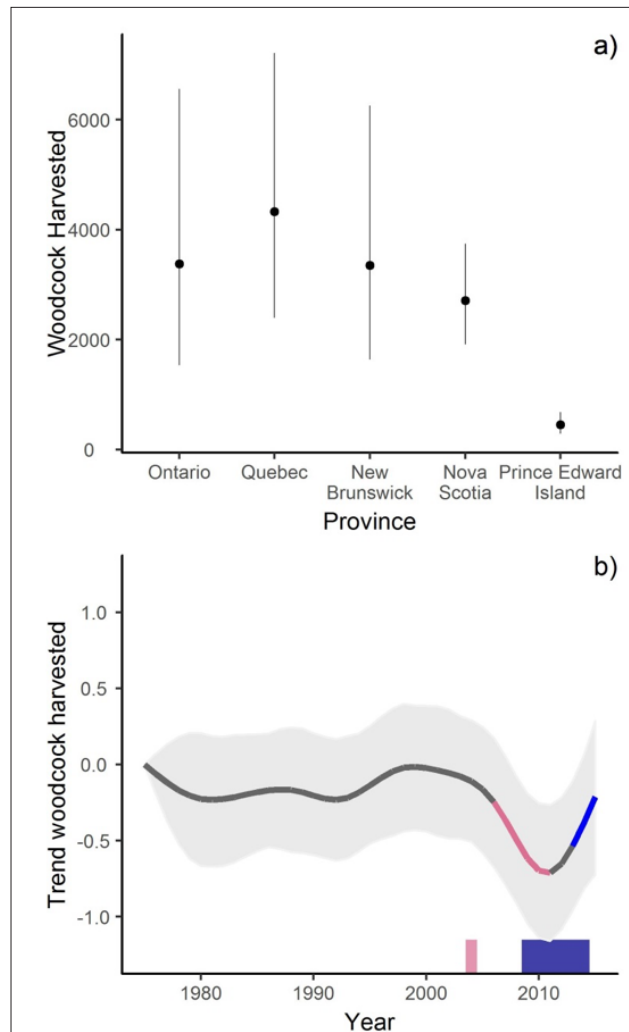 a)
Woodcock Harvested
6000
4000
2000
0
Ontario
Quebec
New
Brunswick
Nova
Scotia
Prince Edward
Island
Province
b)
Trend woodcock harvested
1.0
0.5
0.0
-0.5
-1.0
1980
1990
2000
2010
Year